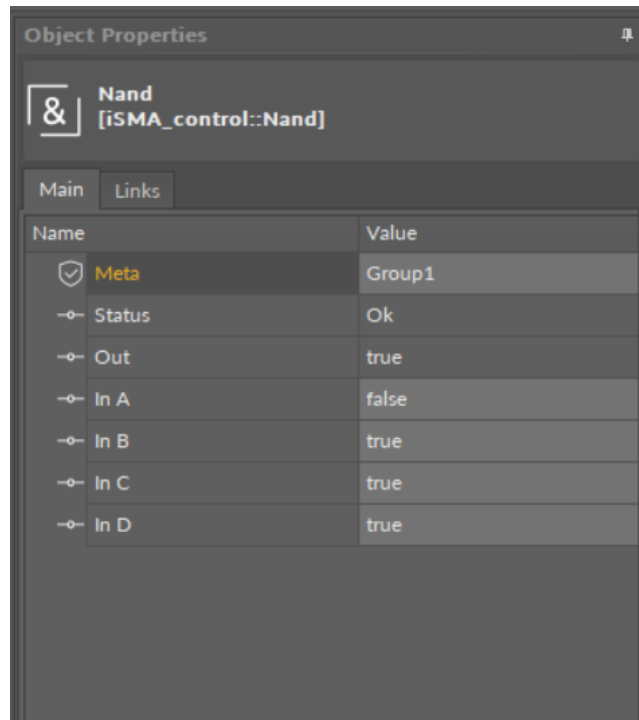 Object Properties
&
Nand
[iSMA_control::Nand]
Main Links
Name Value
Meta Group1
Status Ok
Out true
In A false
In B true
In C true
In D true